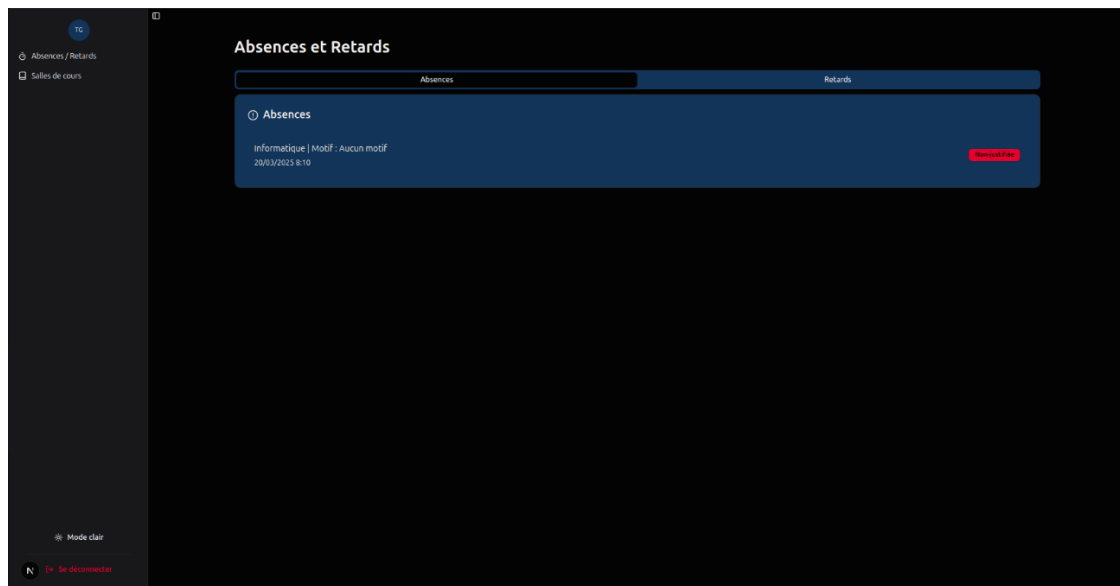 TG
Absences / Retards
Salles de cours
Absences et Retards
Absences
Retards
Absences
Informatique | Motif : Aucun motif
20/03/2025 8:10
Non-justifiée
Mode clair
N
Se déconnecter